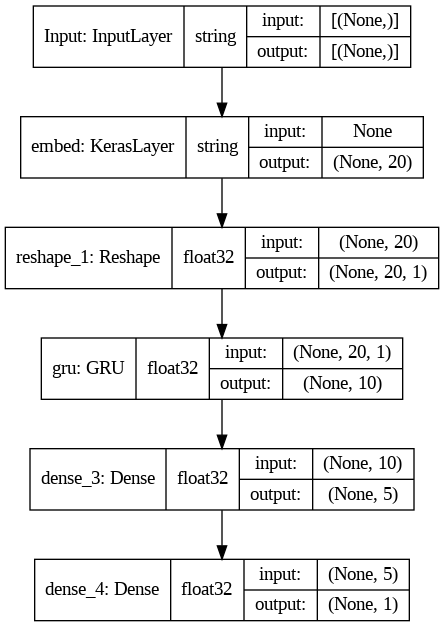 Input: InputLayer string input: [(None,)]
output: [(None,)]
embed: KerasLayer string input: None
output: (None, 20)
reshape_1: Reshape float32 input: (None, 20)
output: (None, 20, 1)
gru: GRU float32 input: (None, 20, 1)
output: (None, 10)
dense_3: Dense float32 input: (None, 10)
output: (None, 5)
dense_4: Dense float32 input: (None, 5)
output: (None, 1)